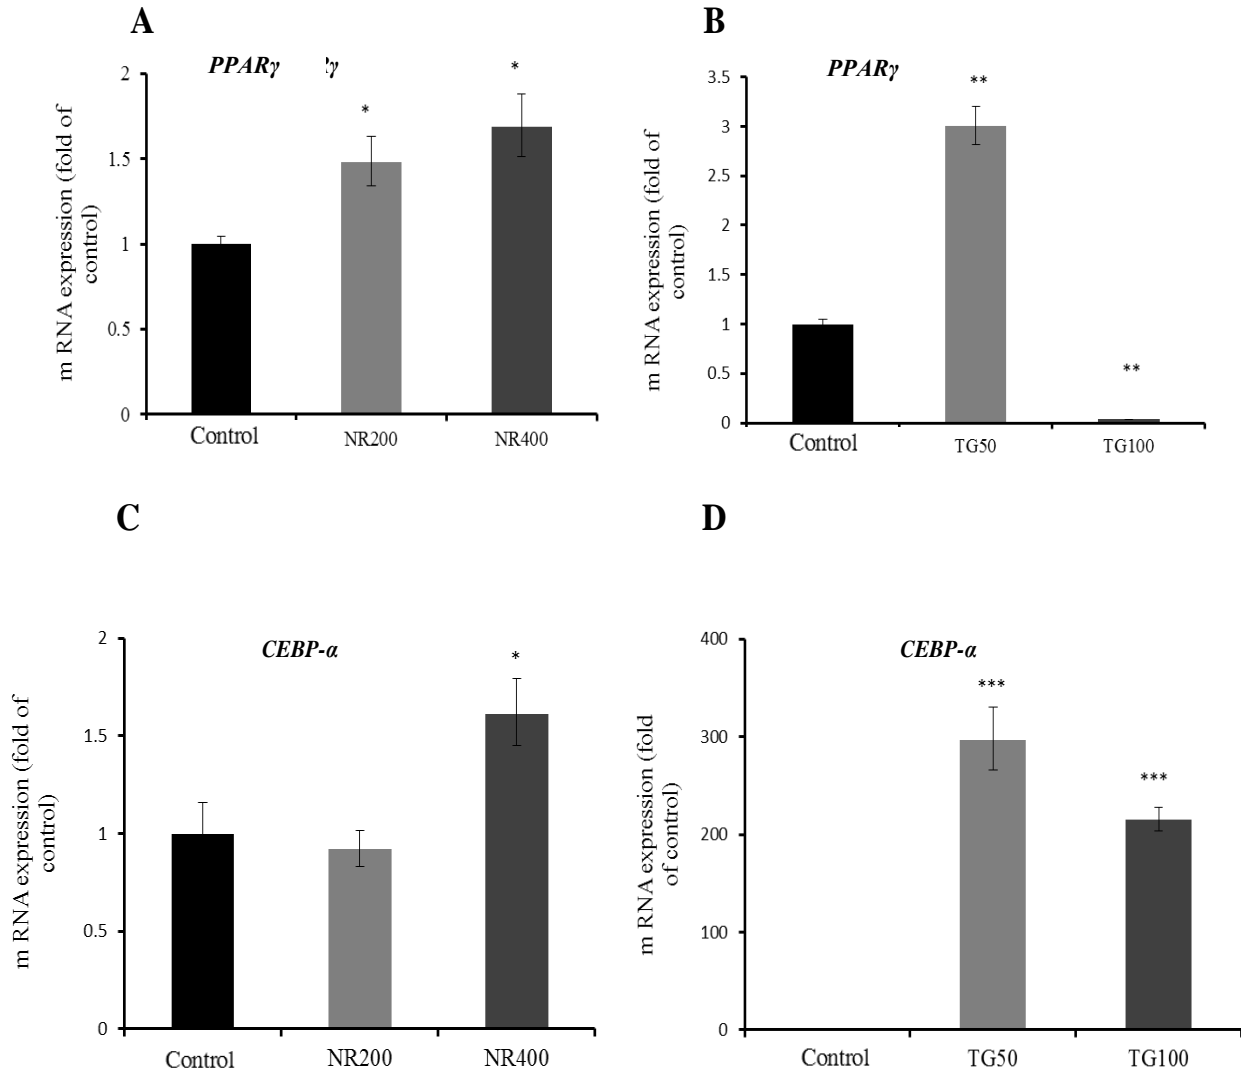 A
PPARγ γ
m RNA expression (fold of
control)
2
*
*
1.5
1
0.5
0
Control NR200 NR400
B
PPARγ
m RNA expression (fold of
control)
3.5
**
3
2.5
2
1.5
1
0.5
**
0
Control TG50 TG100
C
CEBP-α
m RNA expression (fold of
control)
2
*
1.5
1
0.5
0
Control NR200 NR400
D
CEBP-α
m RNA expression (fold
of control)
400
***
300
***
200
100
0
Control TG50 TG100